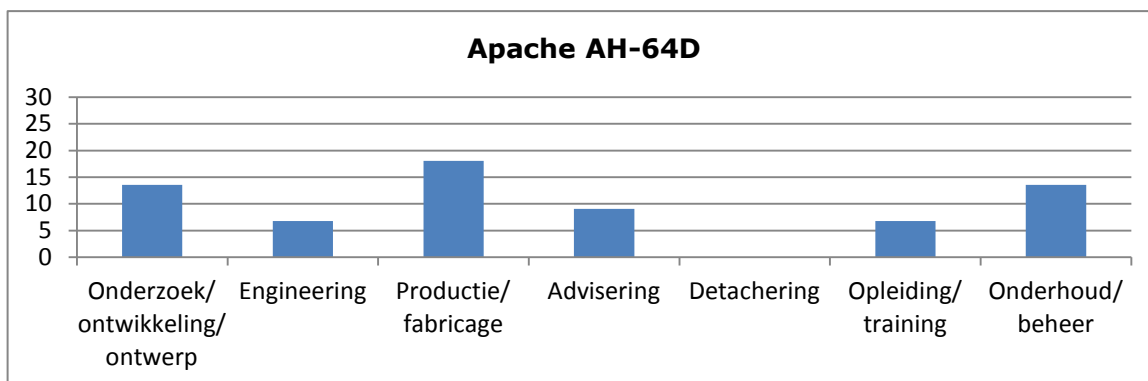 Apache AH-64D
30
25
20
15
10
5
0
Onderzoek/ Engineering Productie/ Advisering Detachering Opleiding/ Onderhoud/
ontwikkeling/ fabricage training beheer
ontwerp